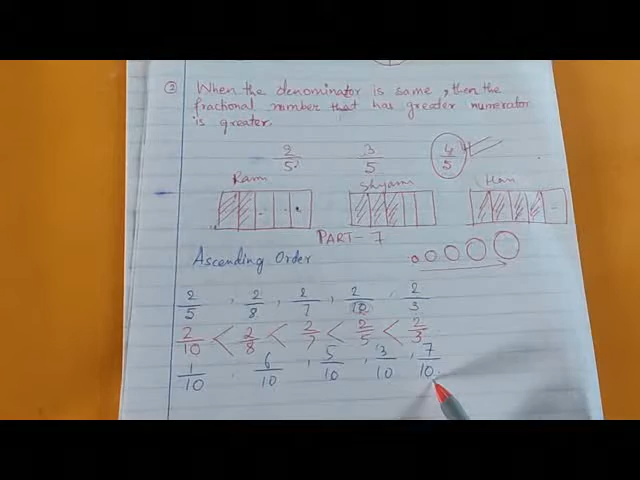 ③ When the denominator is same, then the
fractional number that has greater numerator
is greater.
2/5 3/5 4/5
Ram Shyam Hari
PART-7
Ascending Order
2/5, 2/8, 2/7, 2/10, 2/3
2/10 < 2/8 < 2/7 < 2/5 < 2/3
1/10, 6/10, 5/10, 3/10, 7/10